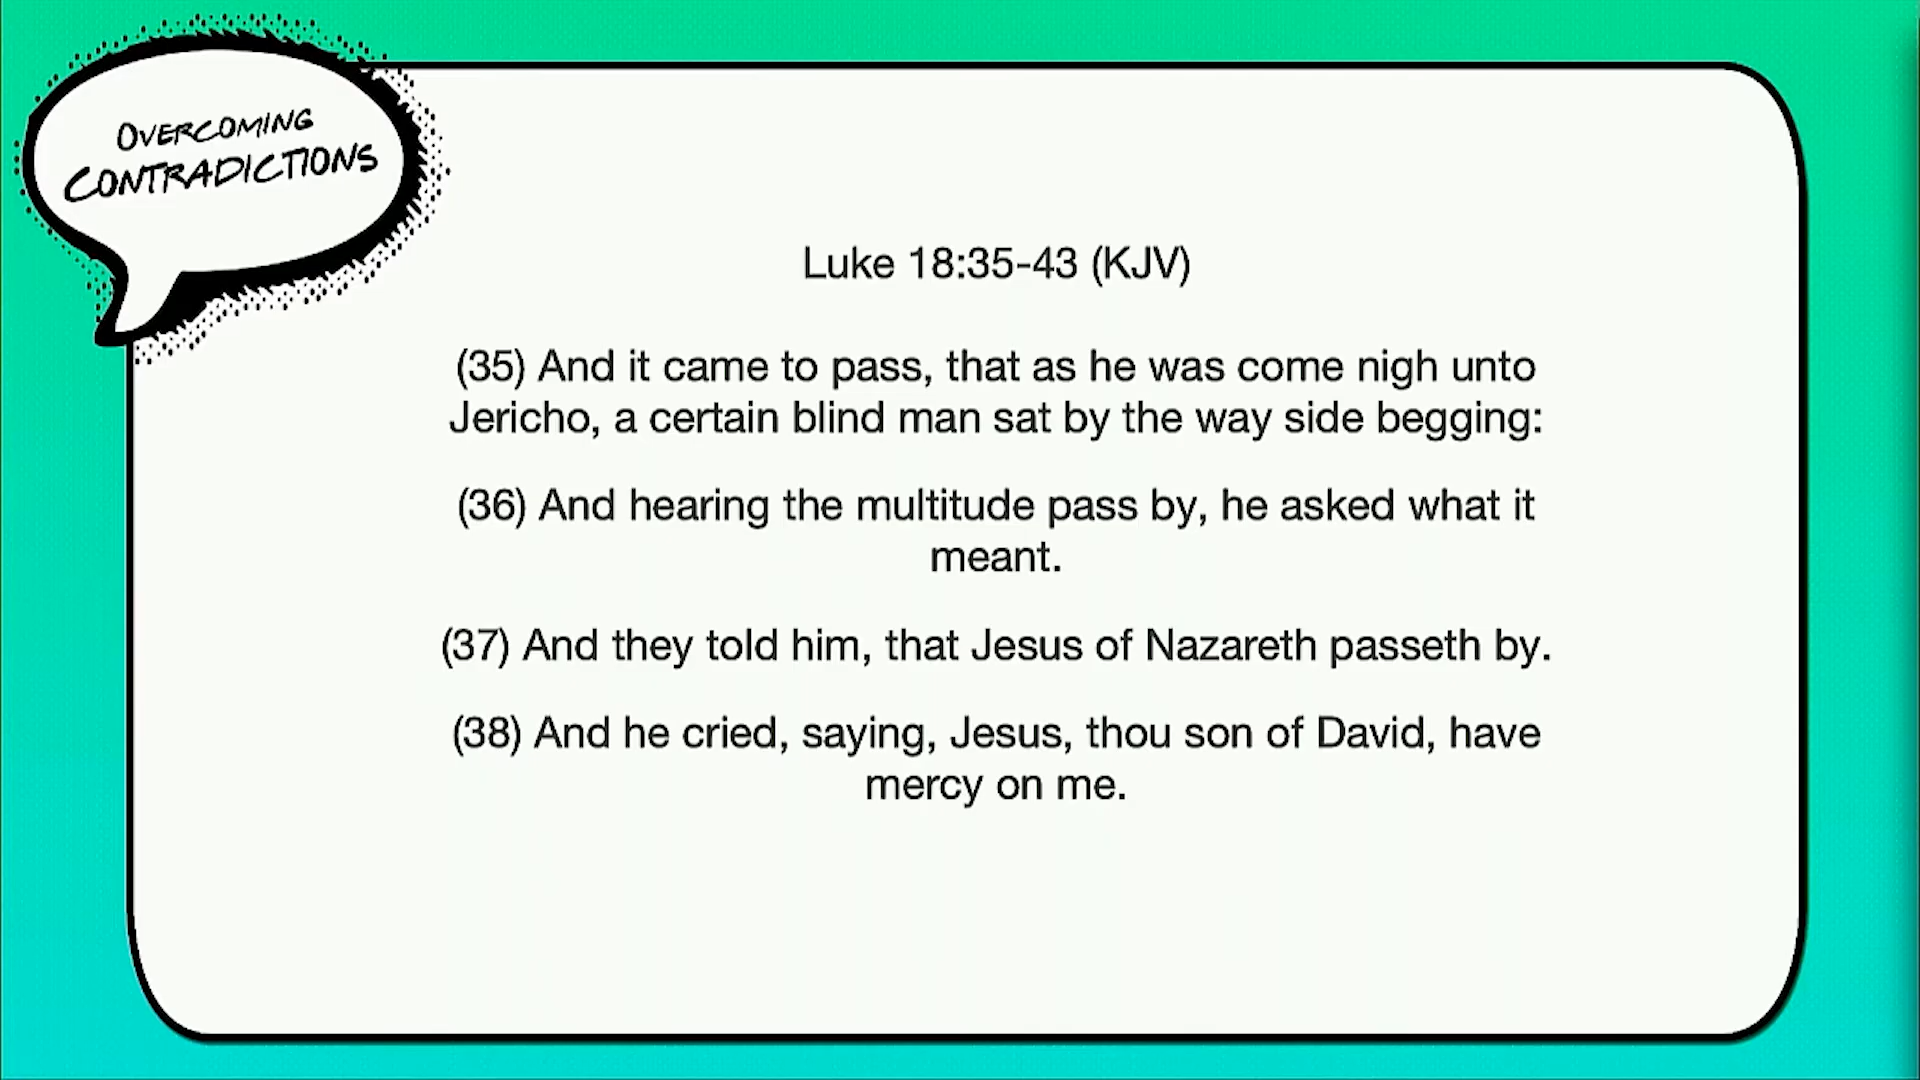 OVERCOMING
CONTRADICTIONS
Luke 18:35-43 (KJV)
(35) And it came to pass, that as he was come nigh unto
Jericho, a certain blind man sat by the way side begging:
(36) And hearing the multitude pass by, he asked what it
meant.
(37) And they told him, that Jesus of Nazareth passeth by.
(38) And he cried, saying, Jesus, thou son of David, have
mercy on me.